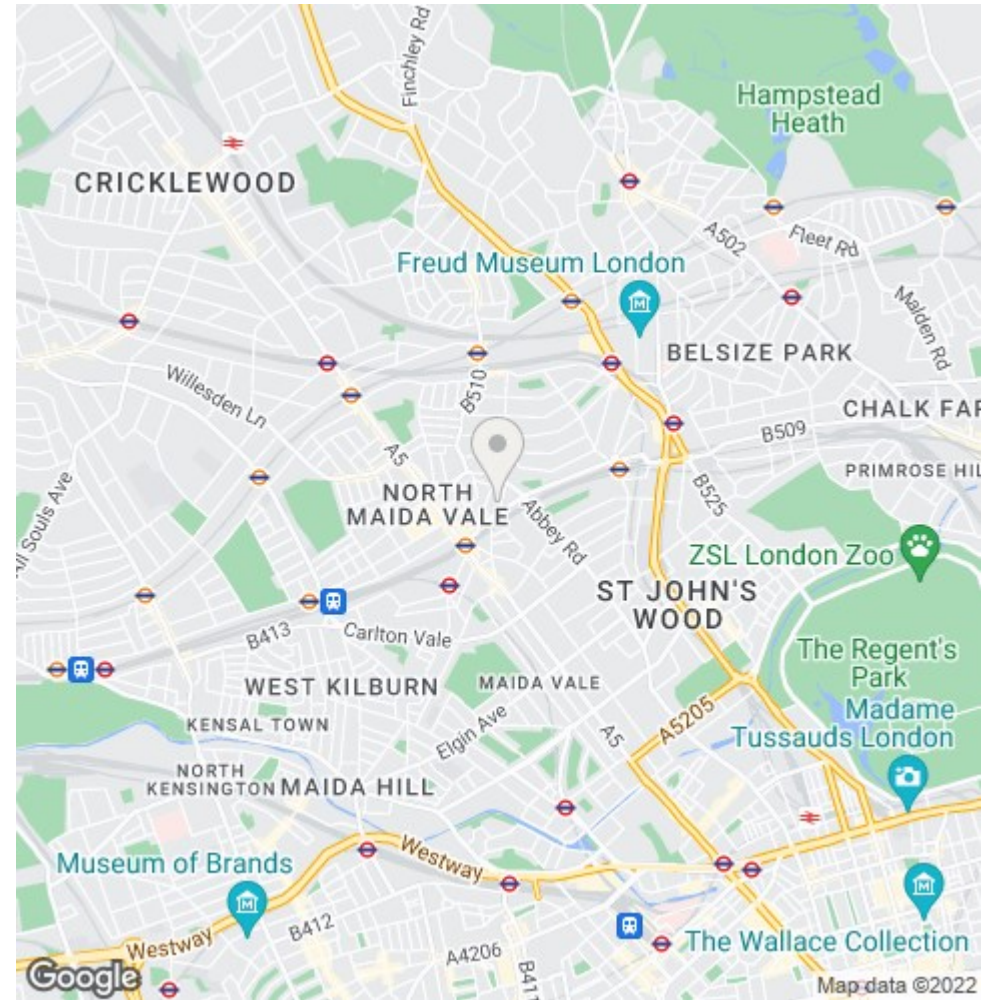 Finchley Rd
Hampstead
Heath
CRICKLEWOOD
A502
Fleet Rd
Freud Museum London
Malden Rd
BELSIZE PARK
Willesden Ln
B510
CHALK FAR
B509
A5
PRIMROSE HIL
B525
NORTH
MAIDA VALE
Abbey Rd
All Souls Ave
ZSL London Zoo
ST JOHN'S
WOOD
B413
Carlton Vale
The Regent's
Park
WEST KILBURN
MAIDA VALE
Madame
Tussauds London
KENSAL TOWN
Elgin Ave
A5
A5205
NORTH
KENSINGTON
MAIDA HILL
Museum of Brands
Westway
B412
The Wallace Collection
Westway
A4206
B411
Google
Map data ©2022